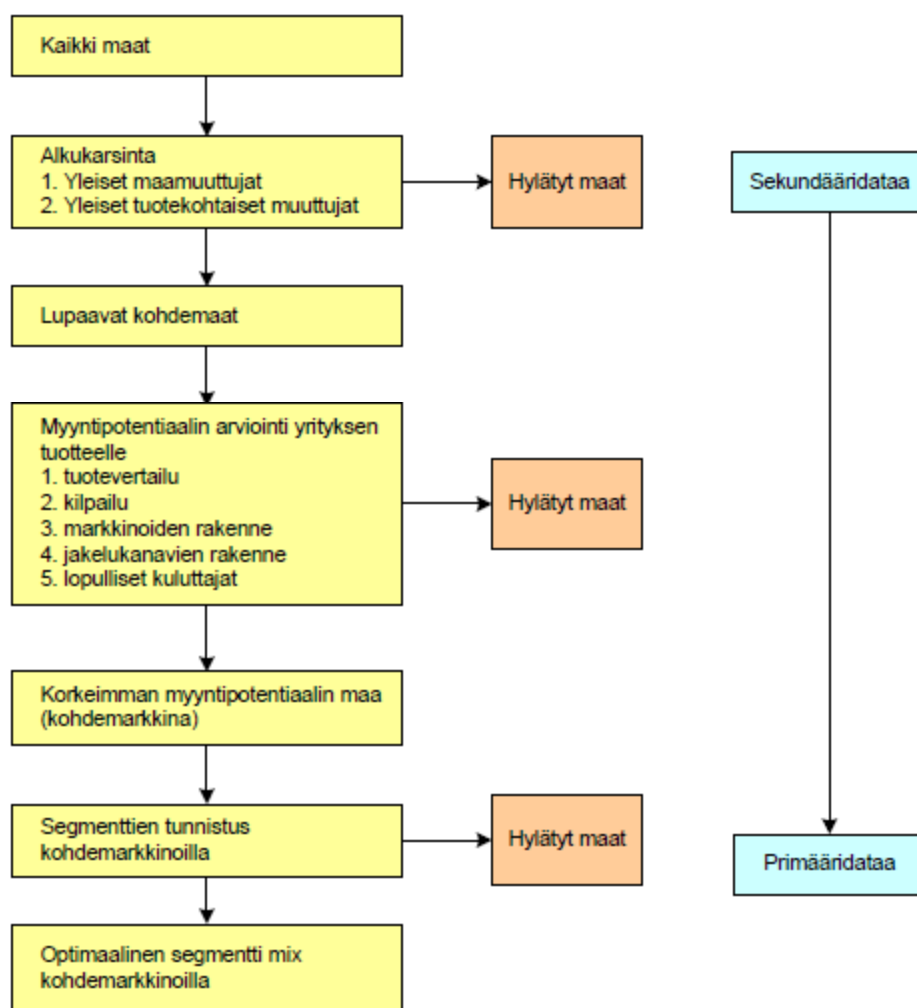 Kaikki maat
Alkukarsinta
1. Yleiset maamuuttujat
2. Yleiset tuotekohtaiset muuttujat
Hylätyt maat
Sekundääridataa
Lupaavat kohdemaat
Myyntipotentiaalin arviointi yrityksen
tuotteelle
1. tuotevertailu
2. kilpailu
3. markkinoiden rakenne
4. jakelukanavien rakenne
5. lopulliset kuluttajat
Hylätyt maat
Korkeimman myyntipotentiaalin maa
(kohdemarkkina)
Segmenttien tunnistus
kohdemarkkinoilla
Hylätyt maat
Primääridataa
Optimaalinen segmentti mix
kohdemarkkinoilla